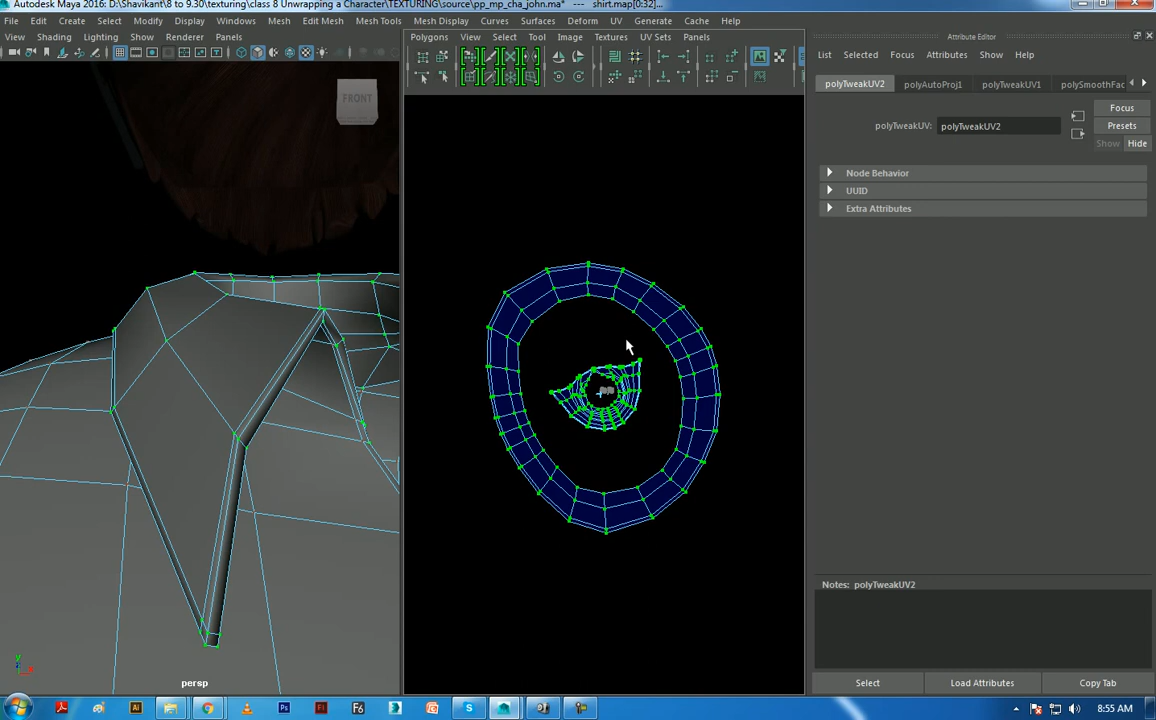 Autodesk Maya 2016: D:\Shavikant\8 to 9.30\texturing\class 8 Unwrapping a Character\TEXTURING\source\pp_mp_cha_john.ma* --- shirt.map[0:32]...
File Edit Create Select Modify Display Windows Mesh Edit Mesh Mesh Tools Mesh Display Curves Surfaces Deform UV Generate Cache Help
View Shading Lighting Show Renderer Panels
Polygons View Select Tool Image Textures UV Sets Panels
Attribute Editor
List Selected Focus Attributes Show Help
polyTweakUV2 polyAutoProj1 polyTweakUV1 polySmoothFac
FRONT
Focus
polyTweakUV: polyTweakUV2
Presets
Show Hide
Node Behavior
UUID
Extra Attributes
Notes: polyTweakUV2
persp
Select Load Attributes Copy Tab
8:55 AM